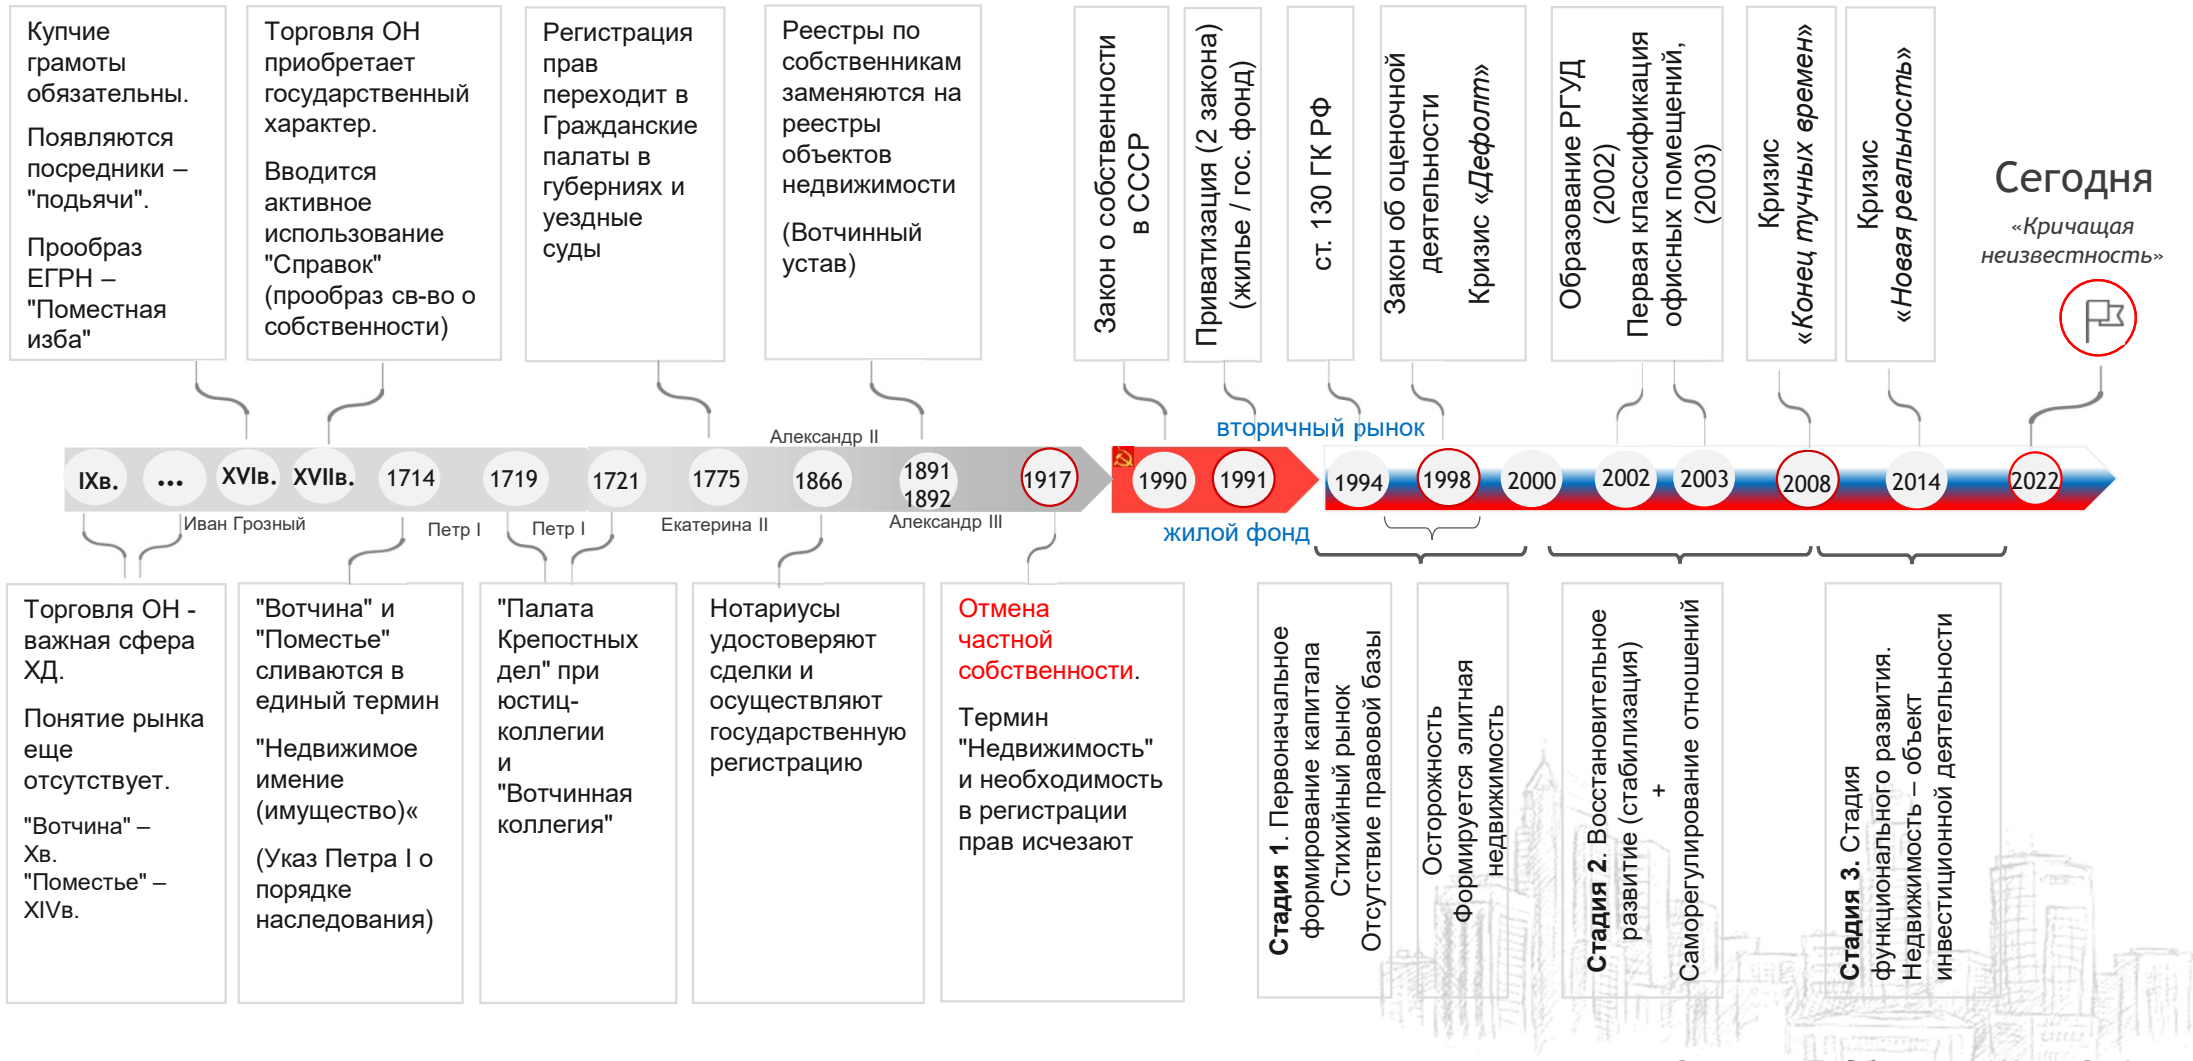 Купчие
грамоты
обязательны.
Появляются
посредники –
"подьячи".
Прообраз
ЕГРН –
"Поместная
изба"
Торговля ОН
приобретает
государственный
характер.
Вводится
активное
использование
"Справок"
(прообраз св-во о
собственности)
Регистрация
прав
переходит в
Гражданские
палаты в
губерниях и
уездные
суды
Реестры по
собственникам
заменяются на
реестры
объектов
недвижимости
(Вотчинный
устав)
Закон о собственности
в СССР
Приватизация (2 закона)
(жилье / гос. фонд)
ст. 130 ГК РФ
Закон об оценочной
деятельности
Кризис «Дефолт»
Образование РГУД
(2002)
Первая классификация
офисных помещений,
(2003)
Кризис
«Конец тучных времен»
Кризис
«Новая реальность»
Сегодня
«Кричащая
неизвестность»
Александр II
вторичный рынок
IXв.
...
XVIв.
XVIIв.
1714
1719
1721
1775
1866
1891
1892
1917
1990
1991
1994
1998
2000
2002
2003
2008
2014
2022
Иван Грозный
Петр I
Петр I
Екатерина II
Александр III
жилой фонд
Торговля ОН -
важная сфера
ХД.
Понятие рынка
еще
отсутствует.
"Вотчина" –
Xв.
"Поместье" –
XIVв.
"Вотчина" и
"Поместье"
сливаются в
единый термин
"Недвижимое
имение
(имущество)«
(Указ Петра I о
порядке
наследования)
"Палата
Крепостных
дел" при
юстиц-
коллегии
и
"Вотчинная
коллегия"
Нотариусы
удостоверяют
сделки и
осуществляют
государственную
регистрацию
Отмена
частной
собственности.
Термин
"Недвижимость"
и необходимость
в регистрации
прав исчезают
Стадия 1. Первоначальное
формирование капитала
Стихийный рынок
Отсутствие правовой базы
Осторожность
Формируется элитная
недвижимость
Стадия 2. Восстановительное
развитие (стабилизация)
+
Саморегулирование отношений
Стадия 3. Стадия
функционального развития.
Недвижимость – объект
инвестиционной деятельности